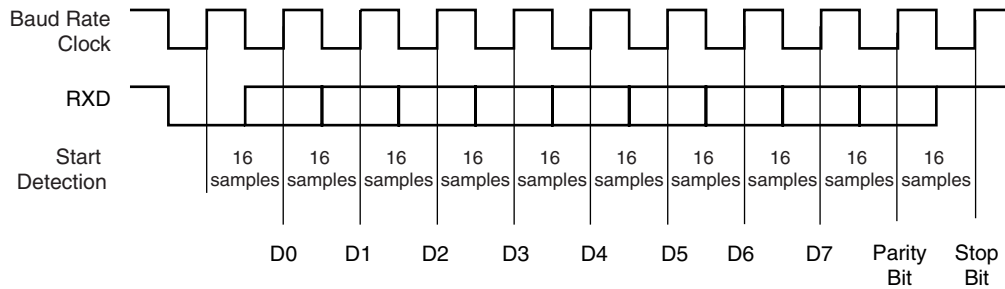 Baud Rate
Clock
RXD
Start
Detection
16 16 16 16 16 16 16 16 16 16
samples samples samples samples samples samples samples samples samples samples
D0 D1 D2 D3 D4 D5 D6 D7 Parity Stop
Bit Bit